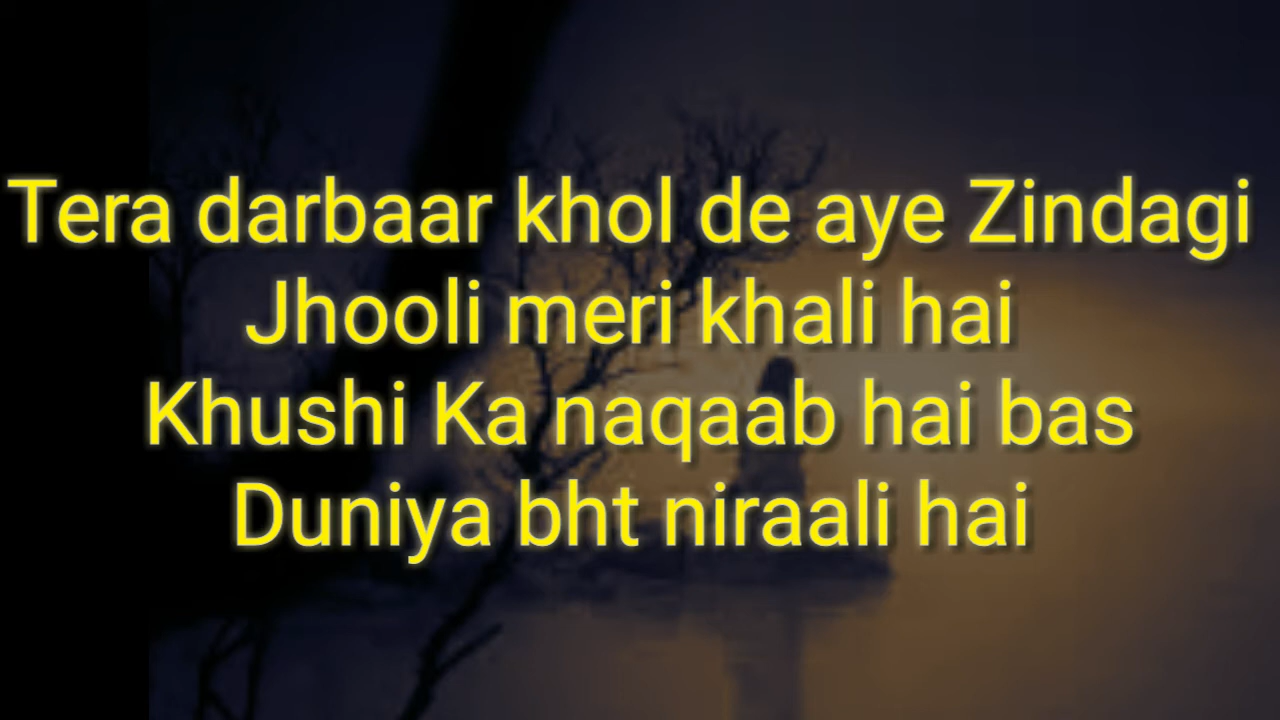 Tera darbaar khol de aye Zindagi
Jhooli meri khali hai
Khushi Ka naqaab hai bas
Duniya bht niraali hai